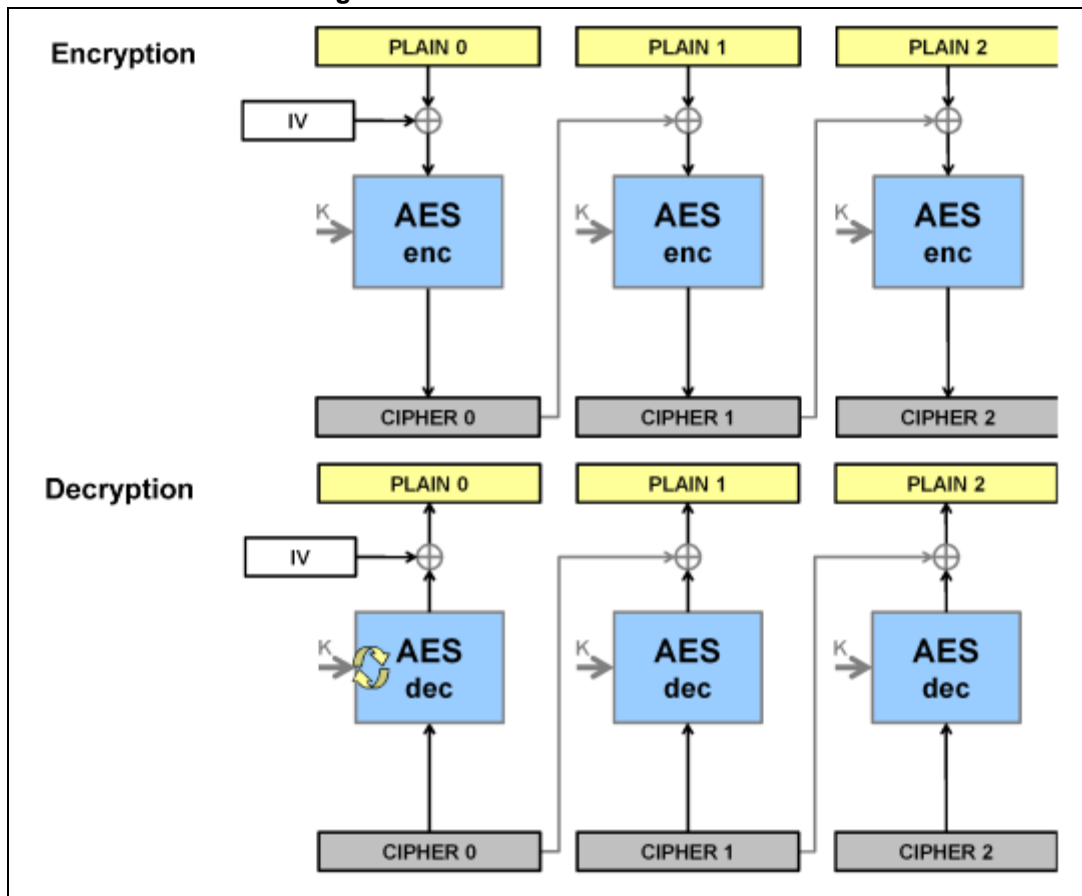 Encryption
PLAIN 0
PLAIN 1
PLAIN 2
IV
K
AES
enc
K
AES
enc
K
AES
enc
CIPHER 0
CIPHER 1
CIPHER 2
Decryption
PLAIN 0
PLAIN 1
PLAIN 2
IV
K
AES
dec
K
AES
dec
K
AES
dec
CIPHER 0
CIPHER 1
CIPHER 2